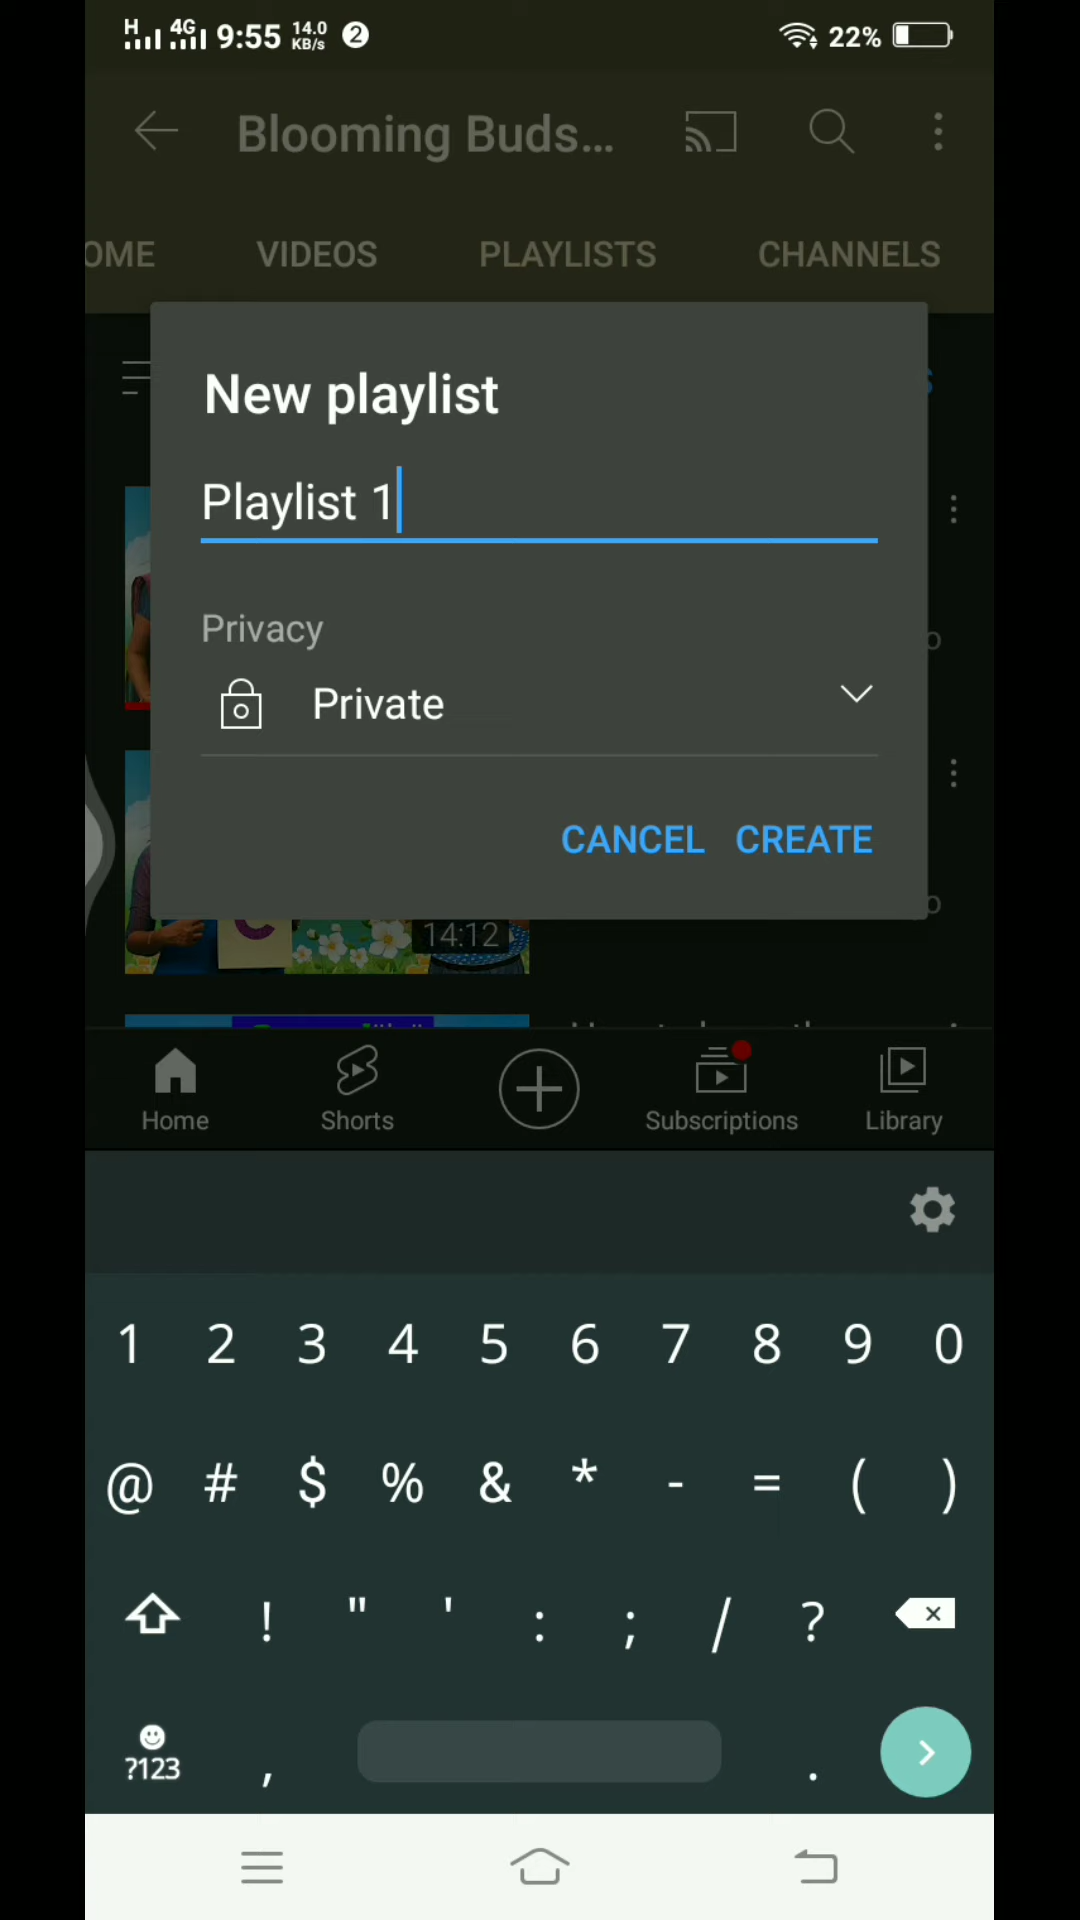 H 4G 9:55 14.0 KB/s 2 22%
Blooming Buds...
OME VIDEOS PLAYLISTS CHANNELS
New playlist
Playlist 1
Privacy
Private
CANCEL CREATE
14:12
Home Shorts Subscriptions Library
1 2 3 4 5 6 7 8 9 0
@ # $ % & * - = ( )
! " ' : ; / ?
?123 , .